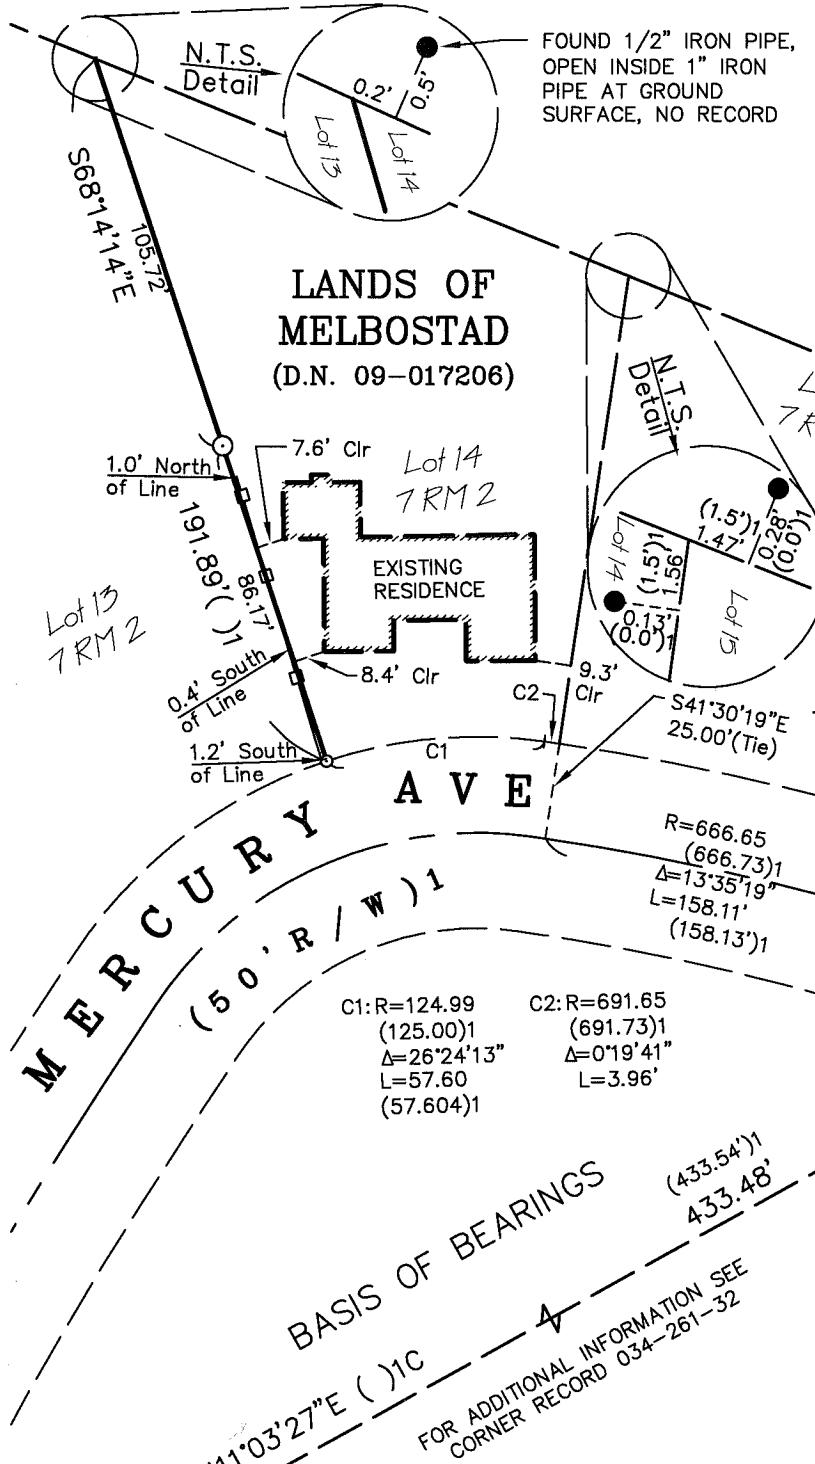 N.T.S.
Detail
FOUND 1/2" IRON PIPE,
OPEN INSIDE 1" IRON
PIPE AT GROUND
SURFACE, NO RECORD
0.2'
0.5'
Lot 13
Lot 14
S68°14'14"E
105.72'
LANDS OF
MELBOSTAD
(D.N. 09-017206)
N.T.S.
Detail
7.6' Clr
1.0' North
of Line
Lot 14
7 RM 2
191.89'( )1
86.17'
EXISTING
RESIDENCE
(1.5')1
1.47'
0.28'
(0.0')1
Lot 14
(1.5')1
1.56'
0.13'
(0.0')1
Lot 15
Lot 13
7 RM 2
0.4' South
of Line
8.4' Clr
9.3'
Clr
C2
S41°30'19"E
25.00'(Tie)
1.2' South
of Line
C1
MERCURY AVE
(50' R/W)1
R=666.65
(666.73)1
Δ=13°35'19"
L=158.11'
(158.13')1
C1: R=124.99
(125.00)1
Δ=26°24'13"
L=57.60
(57.604)1
C2: R=691.65
(691.73)1
Δ=0°19'41"
L=3.96'
BASIS OF BEARINGS
(433.54')1
433.48'
11°03'27"E ( )1C
FOR ADDITIONAL INFORMATION SEE
CORNER RECORD 034-261-32